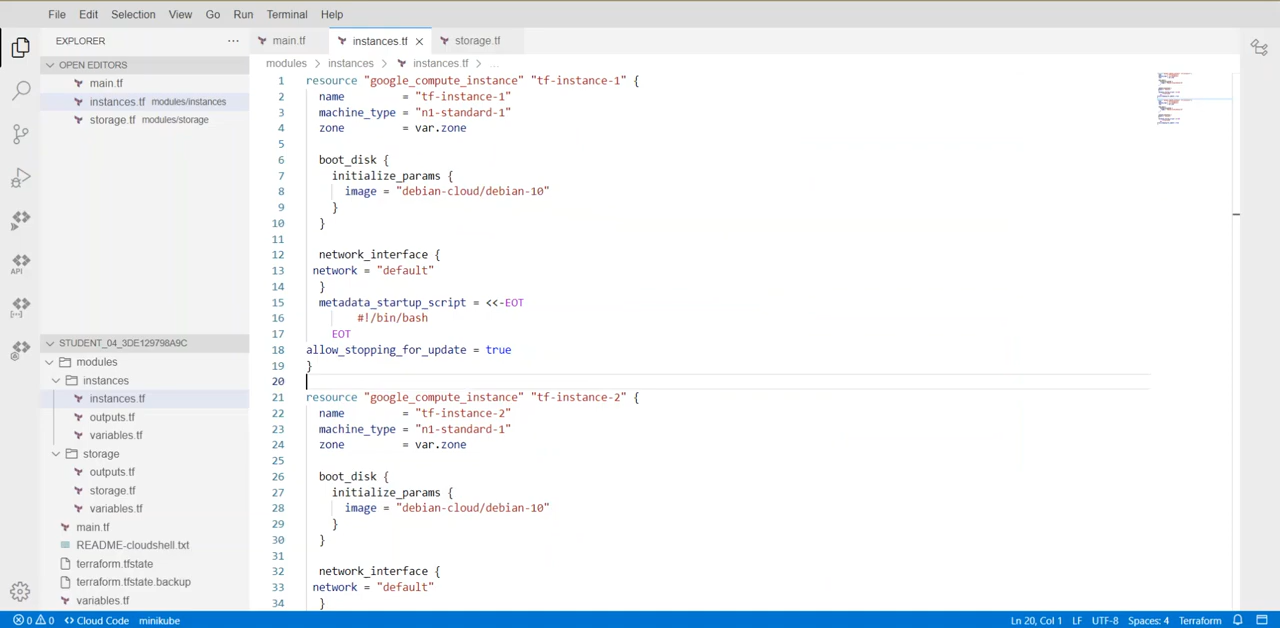 File Edit Selection View Go Run Terminal Help
EXPLORER ...
OPEN EDITORS
main.tf
instances.tf modules/instances
storage.tf modules/storage
STUDENT_04_3DE129798A9C
modules
instances
instances.tf
outputs.tf
variables.tf
storage
outputs.tf
storage.tf
variables.tf
main.tf
README-cloudshell.txt
terraform.tfstate
terraform.tfstate.backup
variables.tf
API
main.tf instances.tf × storage.tf
modules > instances > instances.tf > ...
1 resource "google_compute_instance" "tf-instance-1" {
2 name = "tf-instance-1"
3 machine_type = "n1-standard-1"
4 zone = var.zone
5
6 boot_disk {
7 initialize_params {
8 image = "debian-cloud/debian-10"
9 }
10 }
11
12 network_interface {
13 network = "default"
14 }
15 metadata_startup_script = <<-EOT
16 #!/bin/bash
17 EOT
18 allow_stopping_for_update = true
19 }
20
21 resource "google_compute_instance" "tf-instance-2" {
22 name = "tf-instance-2"
23 machine_type = "n1-standard-1"
24 zone = var.zone
25
26 boot_disk {
27 initialize_params {
28 image = "debian-cloud/debian-10"
29 }
30 }
31
32 network_interface {
33 network = "default"
34 }
0 0 Cloud Code minikube Ln 20, Col 1 LF UTF-8 Spaces: 4 Terraform